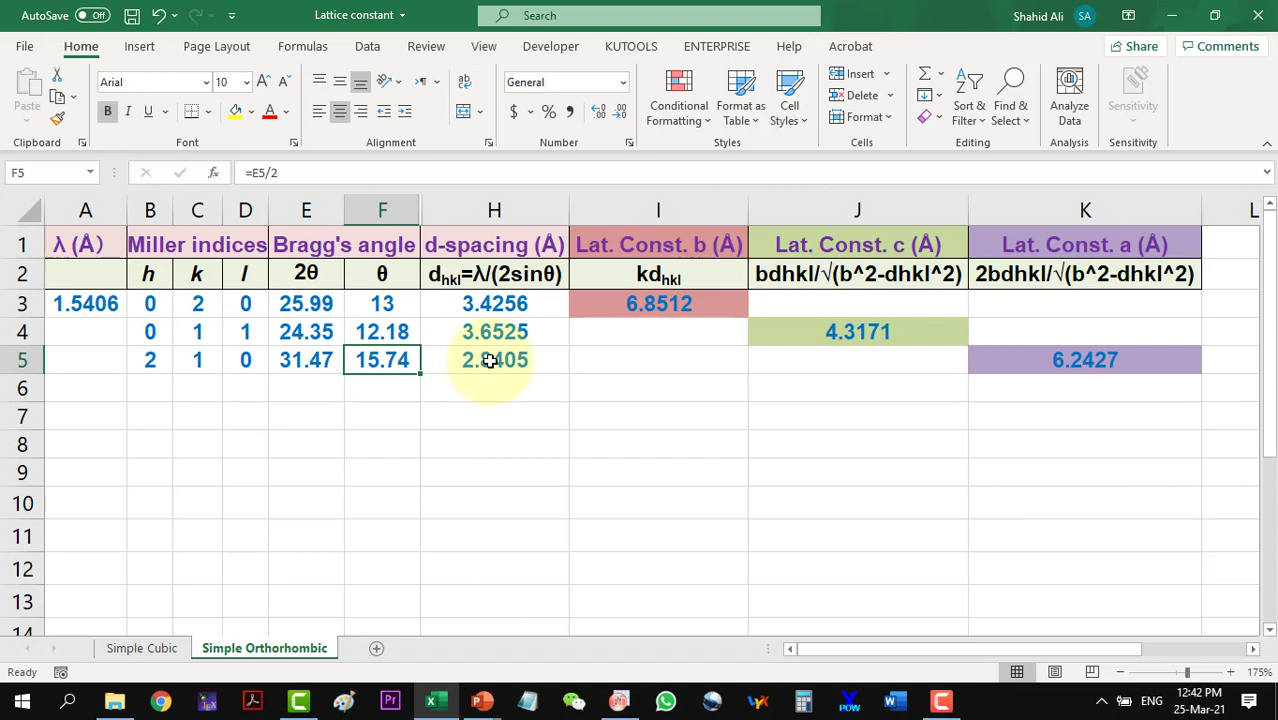 AutoSave Off
Lattice constant
Search
Shahid Ali SA
File Home Insert Page Layout Formulas Data Review View Developer KUTOOLS ENTERPRISE Help Acrobat Share Comments
Paste
Clipboard
Arial 10
B I U A
Font
ab
Alignment
General
$ % ,
Number
Conditional Formatting
Format as Table
Cell Styles
Styles
Insert
Delete
Format
Cells
Sort & Filter
Find & Select
Editing
Analyze Data
Analysis
Sensitivity
Sensitivity
F5 fx =E5/2
A B C D E F H I J K L
1 λ (Å) Miller indices Bragg's angle d-spacing (Å) Lat. Const. b (Å) Lat. Const. c (Å) Lat. Const. a (Å)
2 h k l 2θ θ dhkl=λ/(2sinθ) kdhkl bdhkl/√(b^2-dhkl^2) 2bdhkl/√(b^2-dhkl^2)
3 1.5406 0 2 0 25.99 13 3.4256 6.8512
4 0 1 1 24.35 12.18 3.6525 4.3171
5 2 1 0 31.47 15.74 6.2427
6
7
8
9
10
11
12
13
14
Simple Cubic Simple Orthorhombic
Ready 175%
ENG
12:42 PM
25-Mar-21